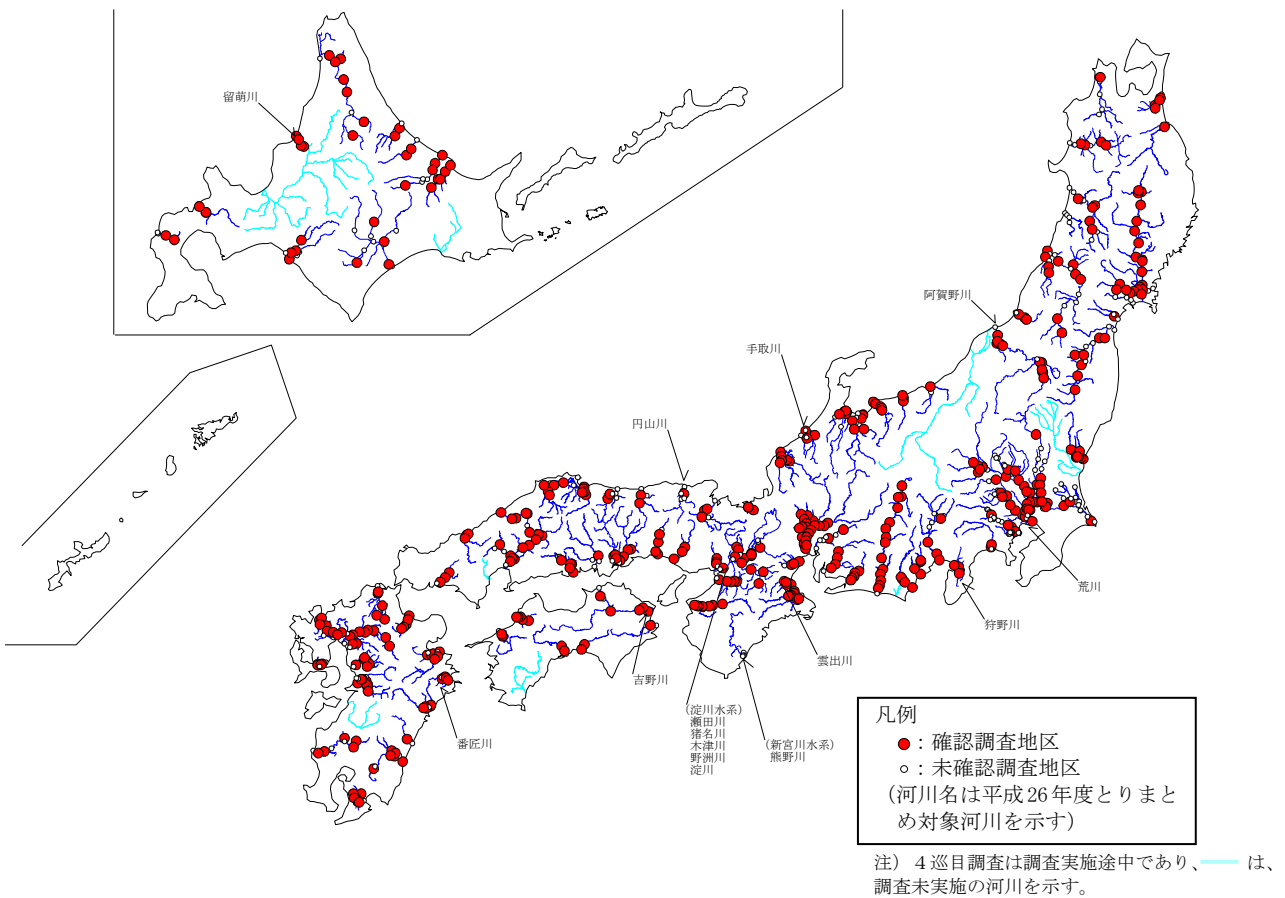 留萌川
阿賀野川
手取川
円山川
荒川
狩野川
雲出川
吉野川
(淀川水系)
瀬田川
猪名川
木津川
野洲川
淀川
(新宮川水系)
熊野川
番匠川
凡例
：確認調査地区
：未確認調査地区
(河川名は平成26年度とりまと
め対象河川を示す)
注）４巡目調査は調査実施途中であり、 は、
調査未実施の河川を示す。